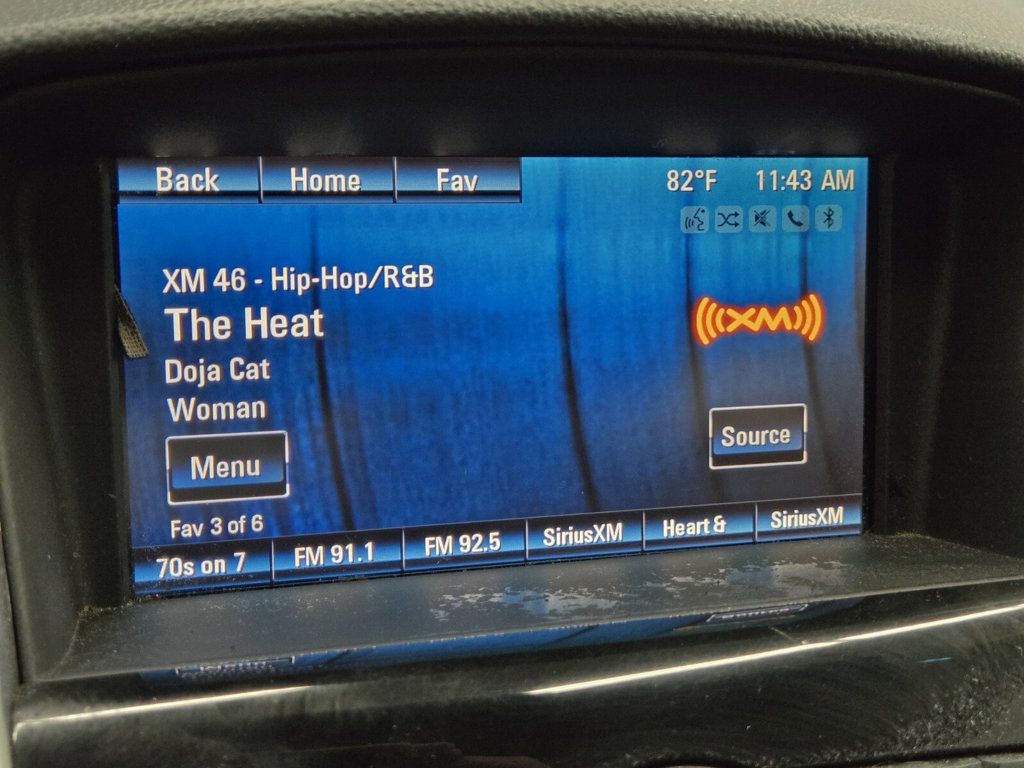 Back Home Fav 82°F 11:43 AM
XM 46 - Hip-Hop/R&B
The Heat
((XM))
Doja Cat
Woman
Menu
Source
Fav 3 of 6
70s on 7 FM 91.1 FM 92.5 SiriusXM Heart & SiriusXM